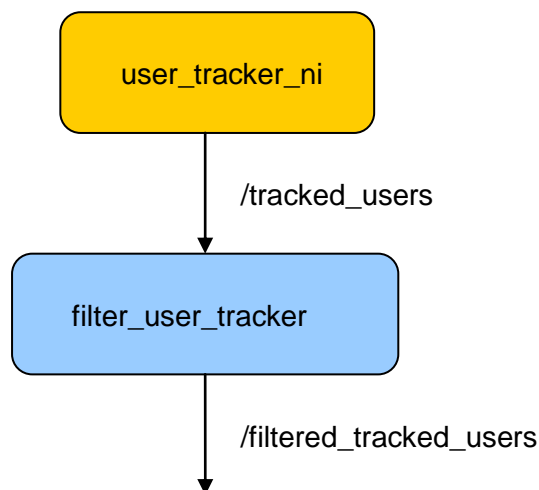 user_tracker_ni
/tracked_users
filter_user_tracker
/filtered_tracked_users